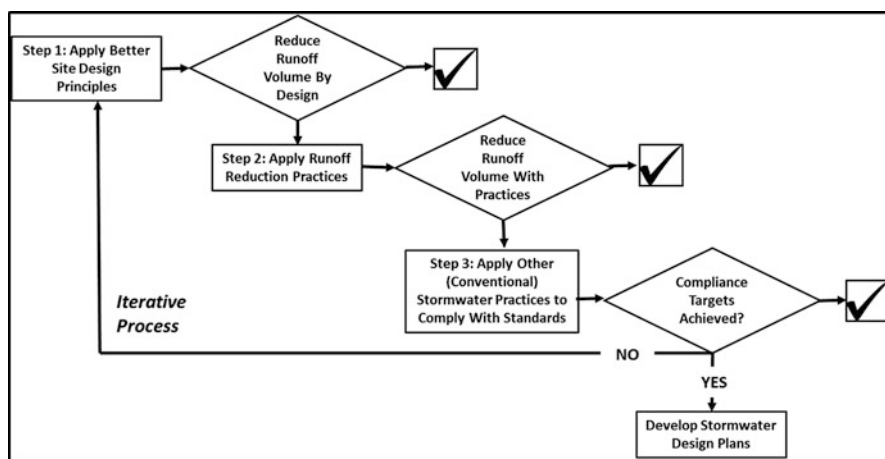 Step 1: Apply Better
Site Design
Principles
Reduce
Runoff
Volume By
Design
Step 2: Apply Runoff
Reduction Practices
Reduce
Runoff
Volume With
Practices
Step 3: Apply Other
(Conventional)
Stormwater Practices to
Comply With Standards
Compliance
Targets
Achieved?
Iterative
Process
NO
YES
Develop Stormwater
Design Plans